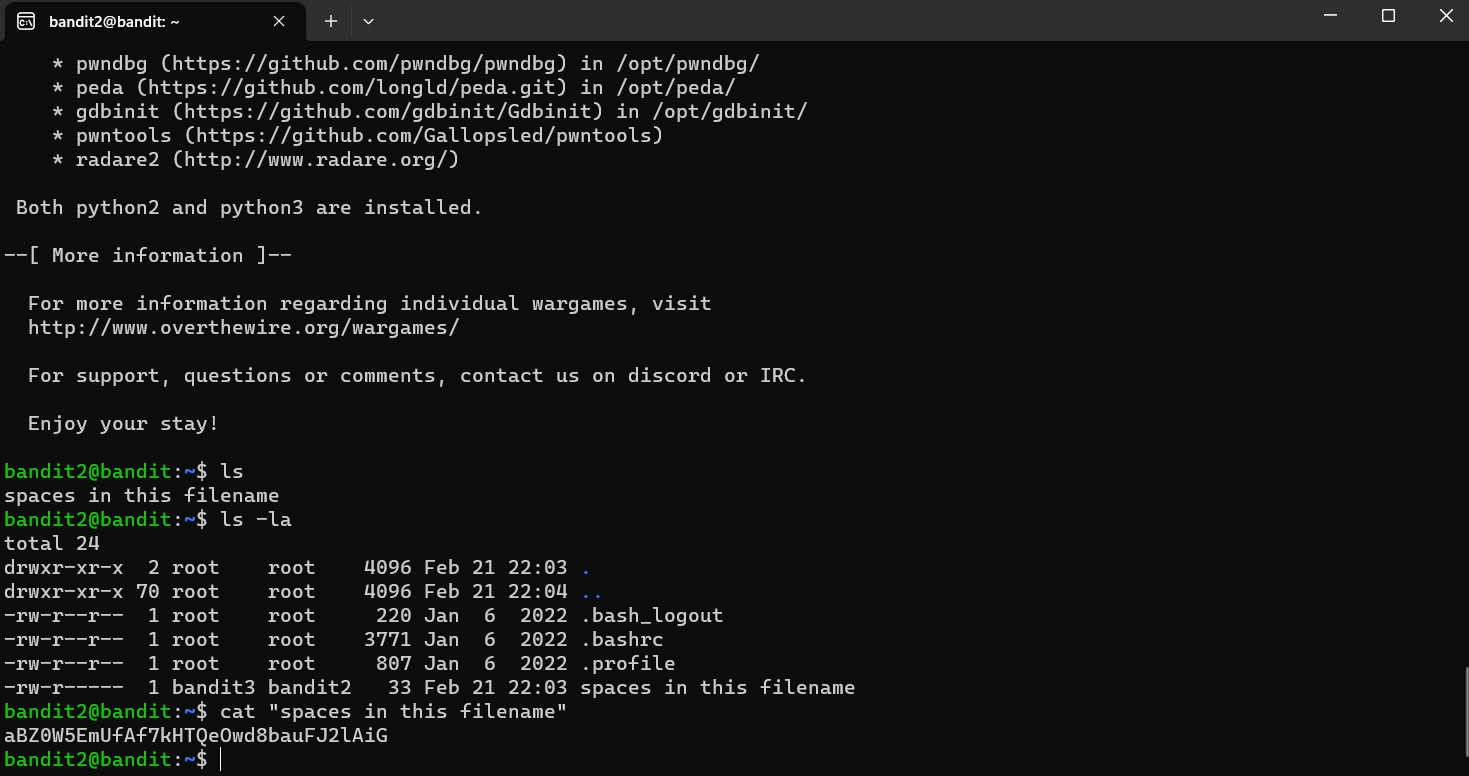 bandit2@bandit: ~
* pwndbg (https://github.com/pwndbg/pwndbg) in /opt/pwndbg/
* peda (https://github.com/longld/peda.git) in /opt/peda/
* gdbinit (https://github.com/gdbinit/Gdbinit) in /opt/gdbinit/
* pwntools (https://github.com/Gallopsled/pwntools)
* radare2 (http://www.radare.org/)
Both python2 and python3 are installed.
--[ More information ]--
For more information regarding individual wargames, visit
http://www.overthewire.org/wargames/
For support, questions or comments, contact us on discord or IRC.
Enjoy your stay!
bandit2@bandit:~$ ls
spaces in this filename
bandit2@bandit:~$ ls -la
total 24
drwxr-xr-x  2 root    root    4096 Feb 21 22:03 .
drwxr-xr-x 70 root    root    4096 Feb 21 22:04 ..
-rw-r--r--  1 root    root     220 Jan  6  2022 .bash_logout
-rw-r--r--  1 root    root    3771 Jan  6  2022 .bashrc
-rw-r--r--  1 root    root     807 Jan  6  2022 .profile
-rw-r-----  1 bandit3 bandit2   33 Feb 21 22:03 spaces in this filename
bandit2@bandit:~$ cat "spaces in this filename"
aBZ0W5EmUfAf7kHTQeOwd8bauFJ2lAiG
bandit2@bandit:~$